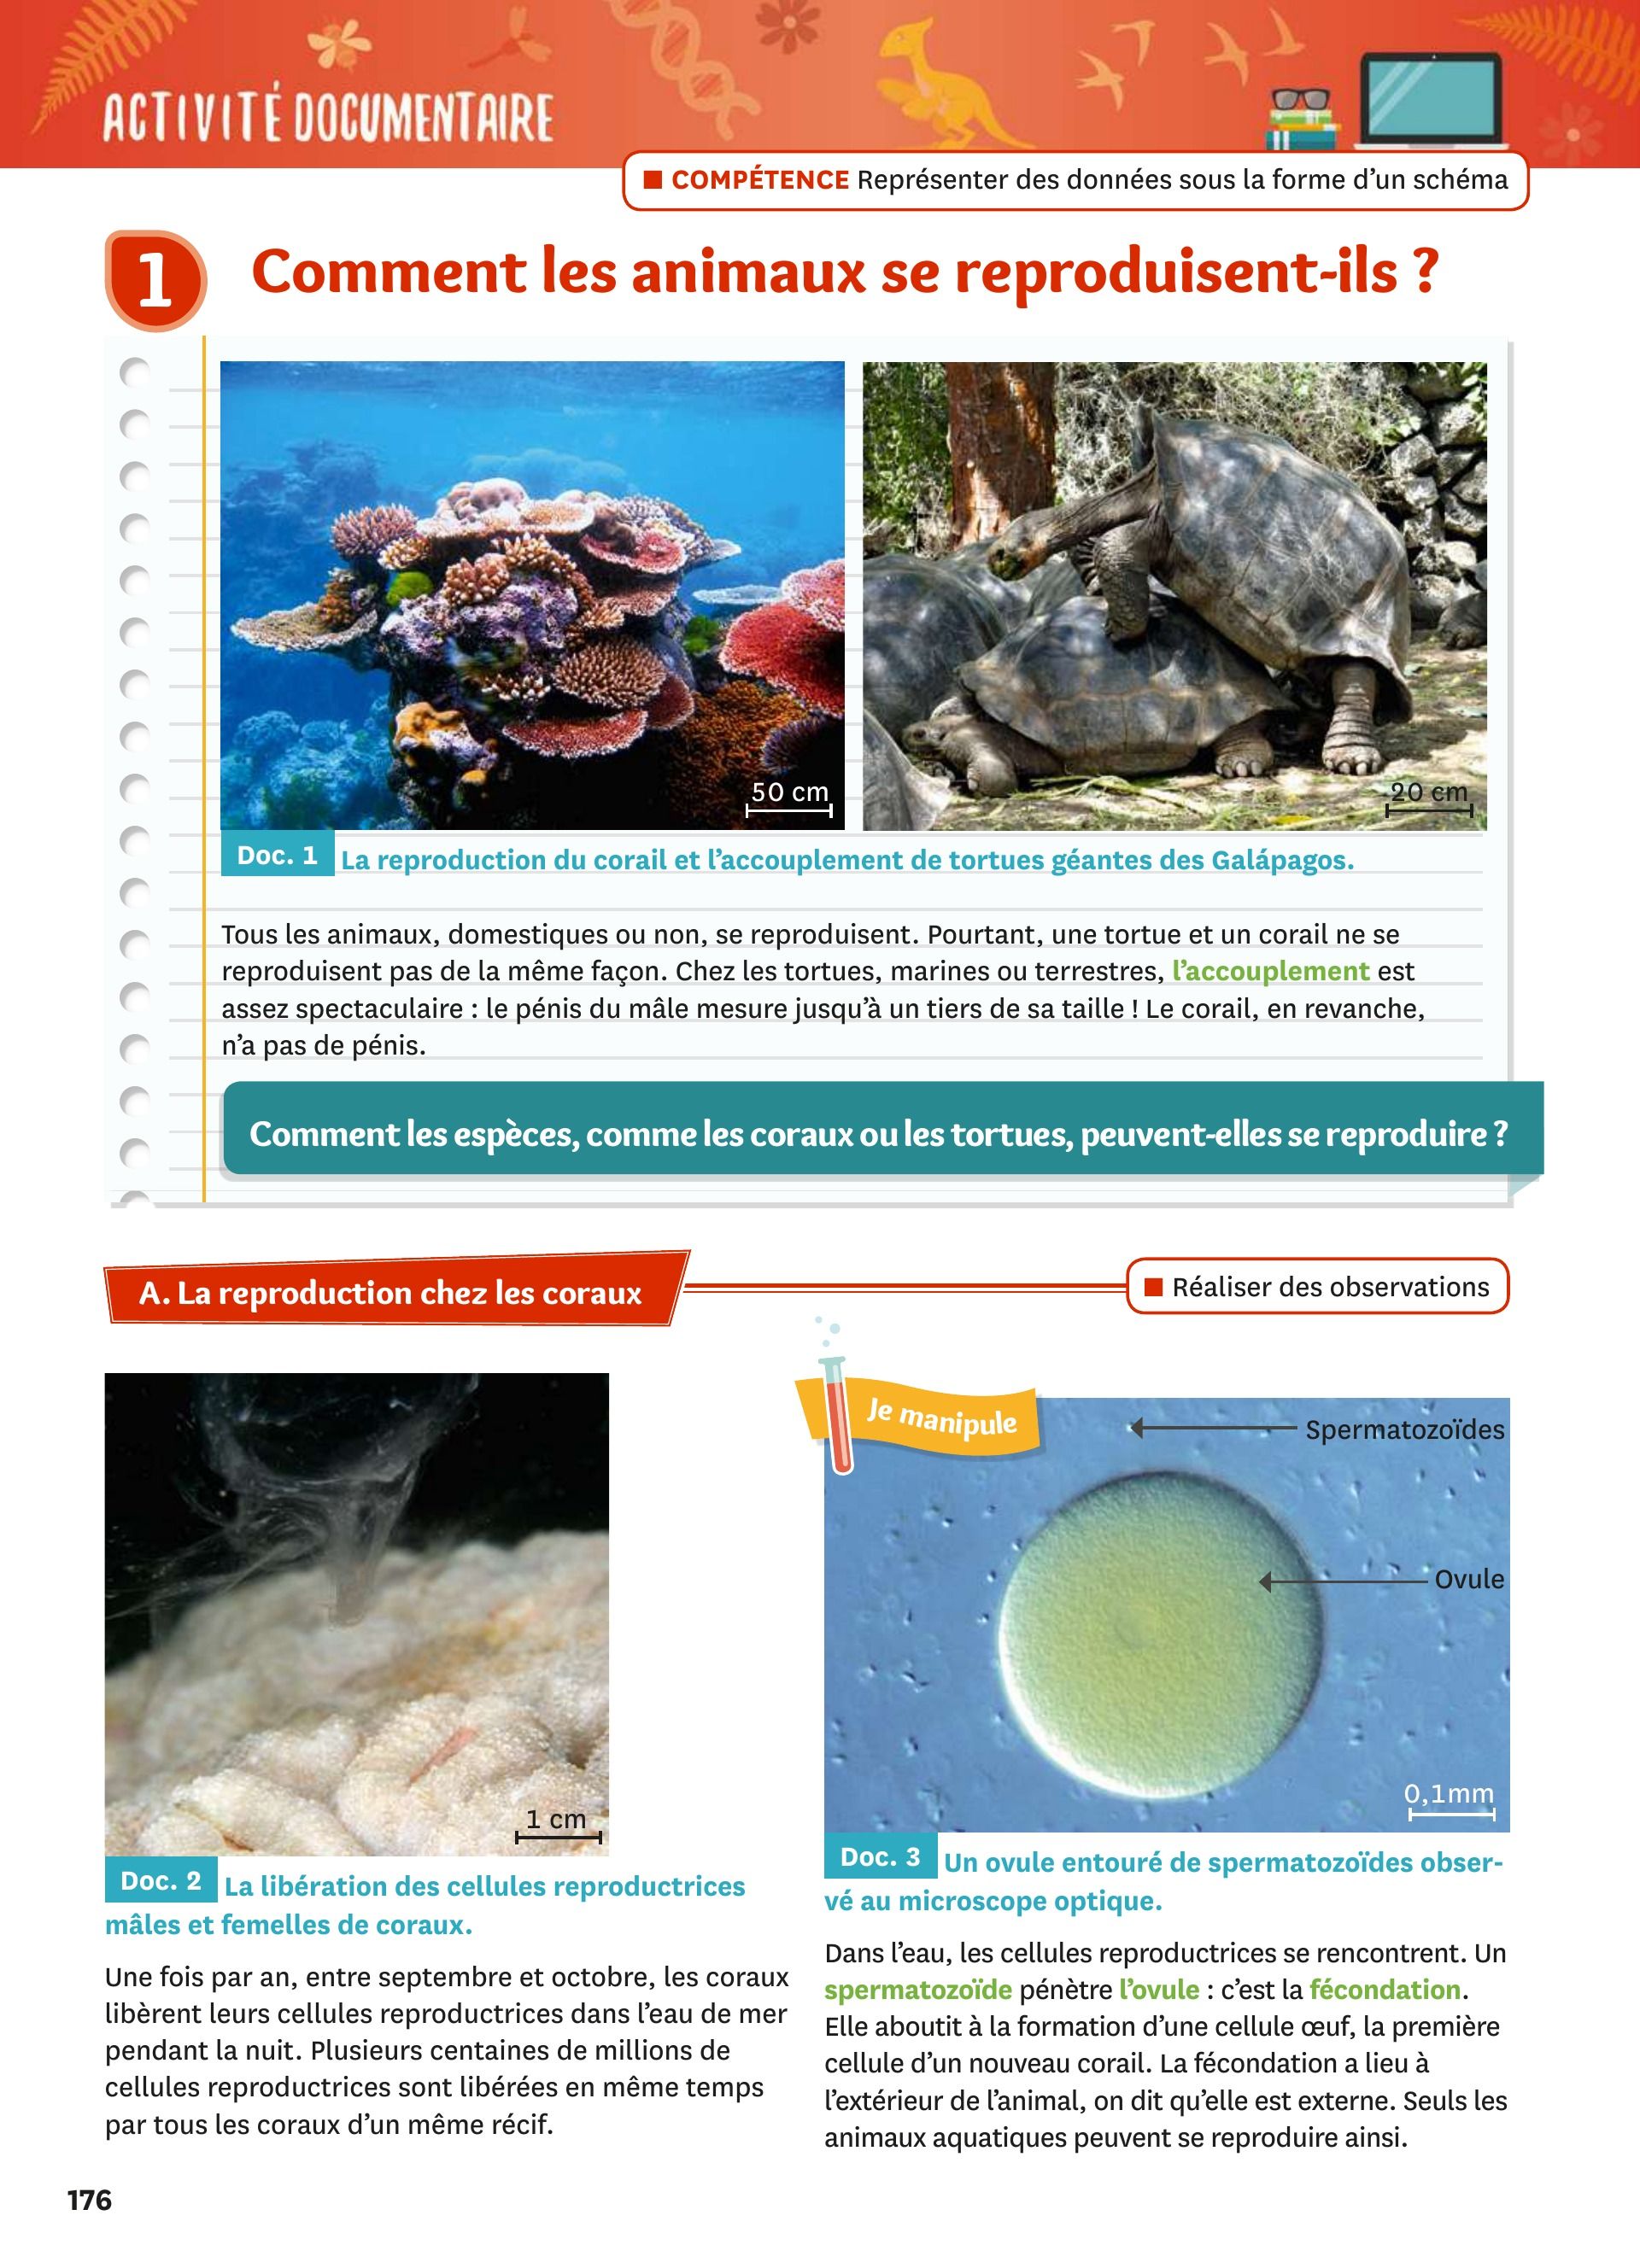 ACTIVITÉ DOCUMENTAIRE
COMPÉTENCE Représenter des données sous la forme d'un schéma
1 Comment les animaux se reproduisent-ils ?
50 cm
20 cm
Doc. 1 La reproduction du corail et l'accouplement de tortues géantes des Galápagos.
Tous les animaux, domestiques ou non, se reproduisent. Pourtant, une tortue et un corail ne se
reproduisent pas de la même façon. Chez les tortues, marines ou terrestres, l'accouplement est
assez spectaculaire : le pénis du mâle mesure jusqu'à un tiers de sa taille ! Le corail, en revanche,
n'a pas de pénis.
Comment les espèces, comme les coraux ou les tortues, peuvent-elles se reproduire ?
A. La reproduction chez les coraux
Réaliser des observations
1 cm
Doc. 2 La libération des cellules reproductrices
mâles et femelles de coraux.
Une fois par an, entre septembre et octobre, les coraux
libèrent leurs cellules reproductrices dans l'eau de mer
pendant la nuit. Plusieurs centaines de millions de
cellules reproductrices sont libérées en même temps
par tous les coraux d'un même récif.
Je manipule
Spermatozoïdes
Ovule
0,1mm
Doc. 3 Un ovule entouré de spermatozoïdes obser-
vé au microscope optique.
Dans l'eau, les cellules reproductrices se rencontrent. Un
spermatozoïde pénètre l'ovule : c'est la fécondation.
Elle aboutit à la formation d'une cellule œuf, la première
cellule d'un nouveau corail. La fécondation a lieu à
l'extérieur de l'animal, on dit qu'elle est externe. Seuls les
animaux aquatiques peuvent se reproduire ainsi.
176